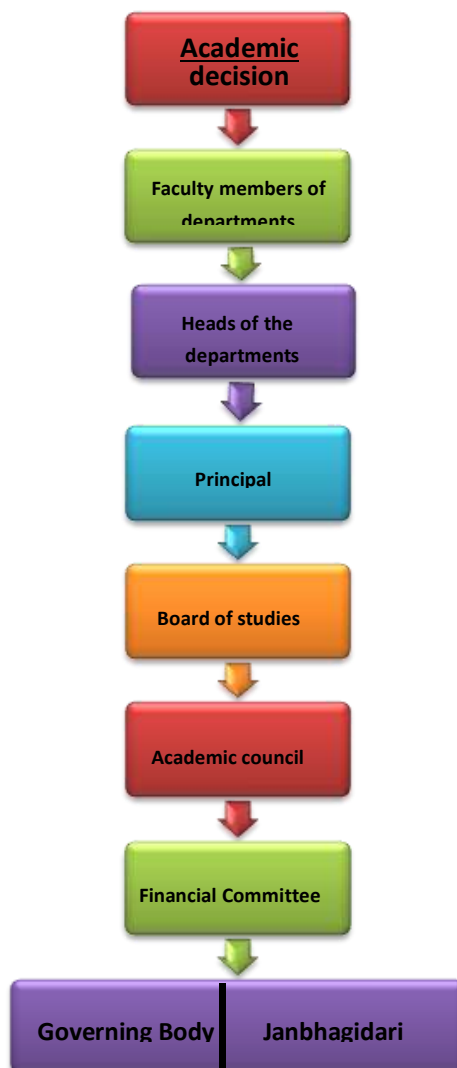 Academic
decision
Faculty members of
departments
Heads of the
departments
Principal
Board of studies
Academic council
Financial Committee
Governing Body Janbhagidari